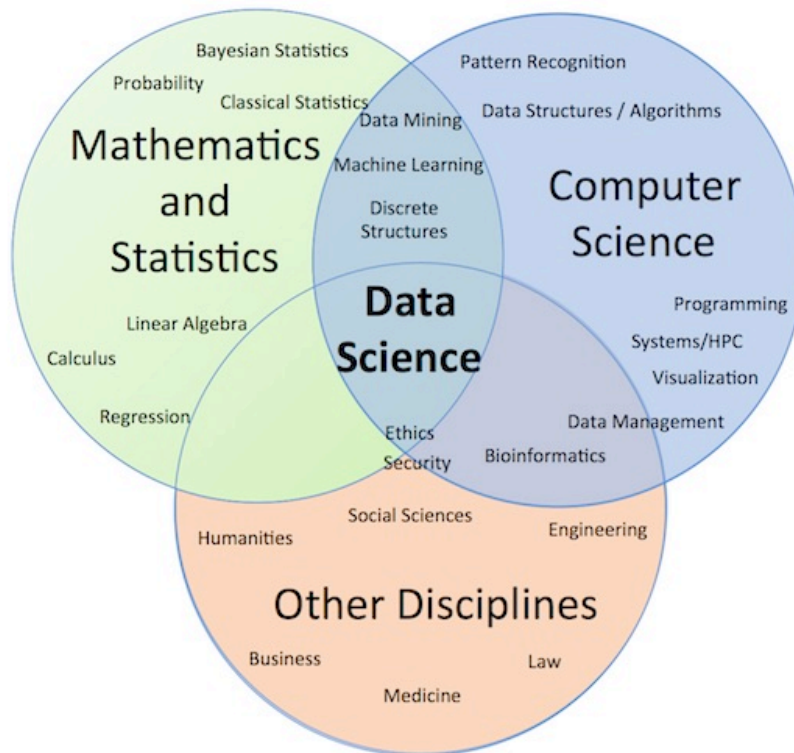 Bayesian Statistics
Probability
Classical Statistics
Mathematics
and
Statistics
Linear Algebra
Calculus
Regression
Data Mining
Machine Learning
Discrete
Structures
Pattern Recognition
Data Structures / Algorithms
Computer
Science
Programming
Systems/HPC
Visualization
Data Management
Data
Science
Ethics
Security
Bioinformatics
Social Sciences
Humanities
Engineering
Other Disciplines
Business
Law
Medicine